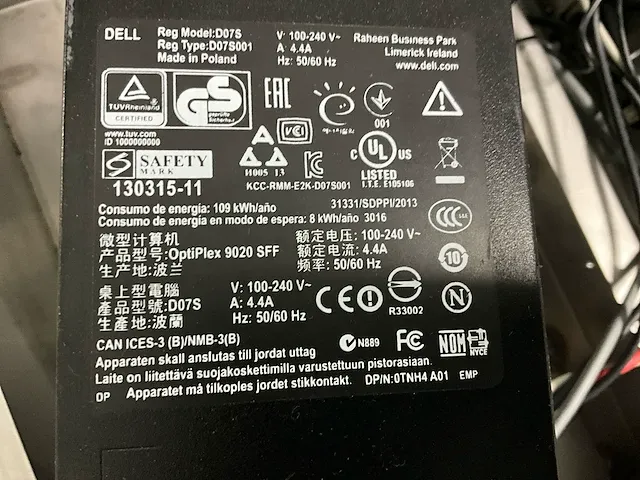 DELL
Reg Model:D07S
Reg Type:D07S001
Made in Poland
V 100-240 V~
A 4.4A
Hz: 50/60 Hz
Raheen Business Park
Limerick Ireland
www.dell.com
TÜVRheinland
CERTIFIED
GS
geprüfte
Sicherheit
EAC
001
www.tuv.com
ID 1000000000
VCI
S SAFETY
MARK
130315-11
H005 13
KCC-RMM-E2K-D07S001
C UL US
LISTED
I.T.E. E105106
Consumo de energía: 109 kWh/año
Consumo de energía en modo de espera: 8 kWh/año 3016
31331/SDPPI/2013
微型计算机
产品型号:OptiPlex 9020 SFF
生产地:波兰
额定电压: 100-240 V~
额定电流: 4.4A
频率: 50/60 Hz
10
桌上型電腦
產品型號:D07S
生產地:波蘭
V: 100-240 V~
A: 4.4A
Hz: 50/60 Hz
CE
R33002
N
CAN ICES-3 (B)/NMB-3(B)
N889
FC
NOM
NYCE
Apparaten skall anslutas till jordat uttag
Laite on liitettävä suojakoskettimilla varustettuun pistorasiaan.
DP Apparatet må tilkoples jordet stikkontakt. DP/N:0TNH4 A01 EMP